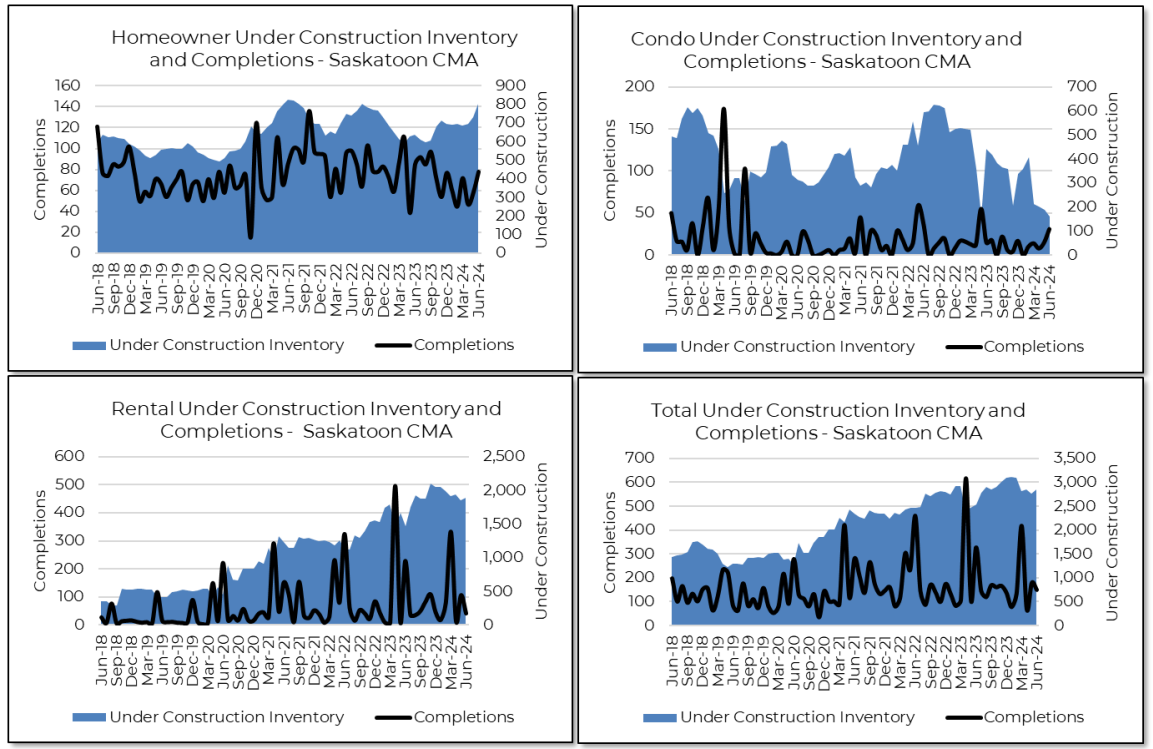 Homeowner Under Construction Inventory
and Completions - Saskatoon CMA
160
140
120
100
80
60
40
20
0
Completions
900
800
700
600
500
400
300
200
100
0
Under Construction
Jun-18
Sep-18
Dec-18
Mar-19
Jun-19
Sep-19
Dec-19
Mar-20
Jun-20
Sep-20
Dec-20
Mar-21
Jun-21
Sep-21
Dec-21
Mar-22
Jun-22
Sep-22
Dec-22
Mar-23
Jun-23
Sep-23
Dec-23
Mar-24
Jun-24
Under Construction Inventory
Completions
Condo Under Construction Inventory and
Completions - Saskatoon CMA
200
150
100
50
0
Completions
700
600
500
400
300
200
100
0
Under Construction
Jun-18
Sep-18
Dec-18
Mar-19
Jun-19
Sep-19
Dec-19
Mar-20
Jun-20
Sep-20
Dec-20
Mar-21
Jun-21
Sep-21
Dec-21
Mar-22
Jun-22
Sep-22
Dec-22
Mar-23
Jun-23
Sep-23
Dec-23
Mar-24
Jun-24
Under Construction Inventory
Completions
Rental Under Construction Inventory and
Completions - Saskatoon CMA
600
500
400
300
200
100
0
Completions
2,500
2,000
1,500
1,000
500
0
Under Construction
Jun-18
Sep-18
Dec-18
Mar-19
Jun-19
Sep-19
Dec-19
Mar-20
Jun-20
Sep-20
Dec-20
Mar-21
Jun-21
Sep-21
Dec-21
Mar-22
Jun-22
Sep-22
Dec-22
Mar-23
Jun-23
Sep-23
Dec-23
Mar-24
Jun-24
Under Construction Inventory
Completions
Total Under Construction Inventory and
Completions - Saskatoon CMA
700
600
500
400
300
200
100
0
Completions
3,500
3,000
2,500
2,000
1,500
1,000
500
0
Under Construction
Jun-18
Sep-18
Dec-18
Mar-19
Jun-19
Sep-19
Dec-19
Mar-20
Jun-20
Sep-20
Dec-20
Mar-21
Jun-21
Sep-21
Dec-21
Mar-22
Jun-22
Sep-22
Dec-22
Mar-23
Jun-23
Sep-23
Dec-23
Mar-24
Jun-24
Under Construction Inventory
Completions